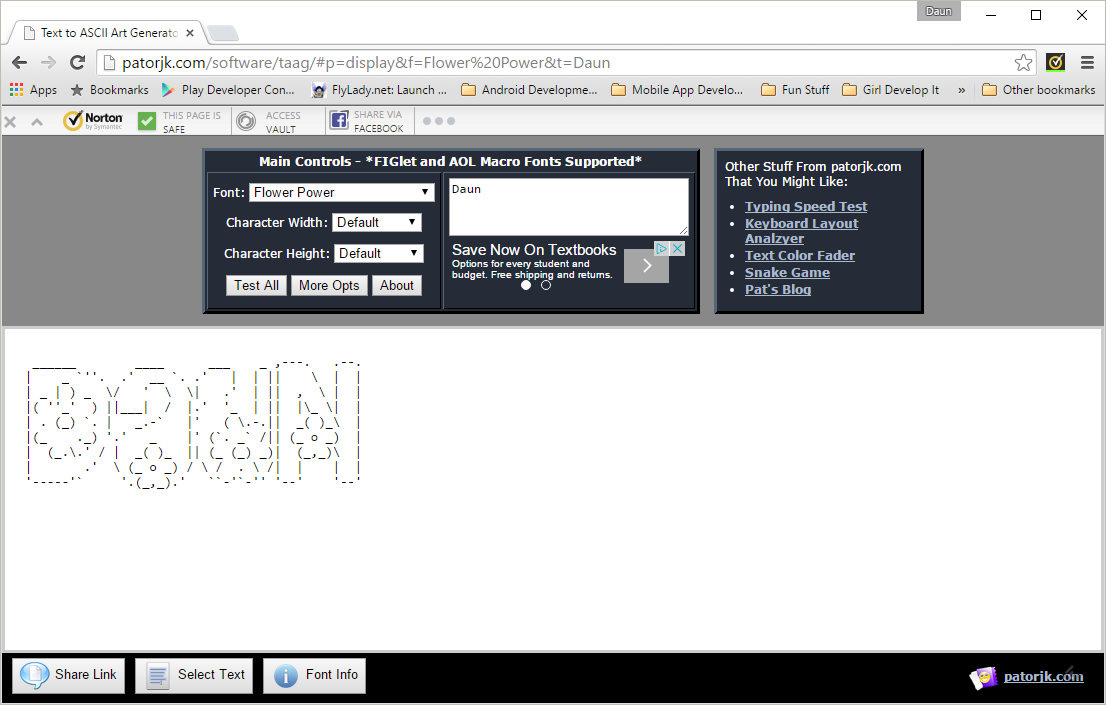 Daun
Text to ASCII Art Generato
patorjk.com/software/taag/#p=display&f=Flower%20Power&t=Daun
Apps Bookmarks Play Developer Con... FlyLady.net: Launch ... Android Developme... Mobile App Develo... Fun Stuff Girl Develop It » Other bookmarks
Norton by Symantec THIS PAGE IS SAFE ACCESS VAULT SHARE VIA FACEBOOK
Main Controls - *FIGlet and AOL Macro Fonts Supported*
Font: Flower Power
Character Width: Default
Character Height: Default
Test All More Opts About
Daun
Save Now On Textbooks
Options for every student and
budget. Free shipping and returns.
Other Stuff From patorjk.com
That You Might Like:
• Typing Speed Test
• Keyboard Layout
Analzyer
• Text Color Fader
• Snake Game
• Pat's Blog
Daun
Share Link Select Text Font Info
patorjk.com